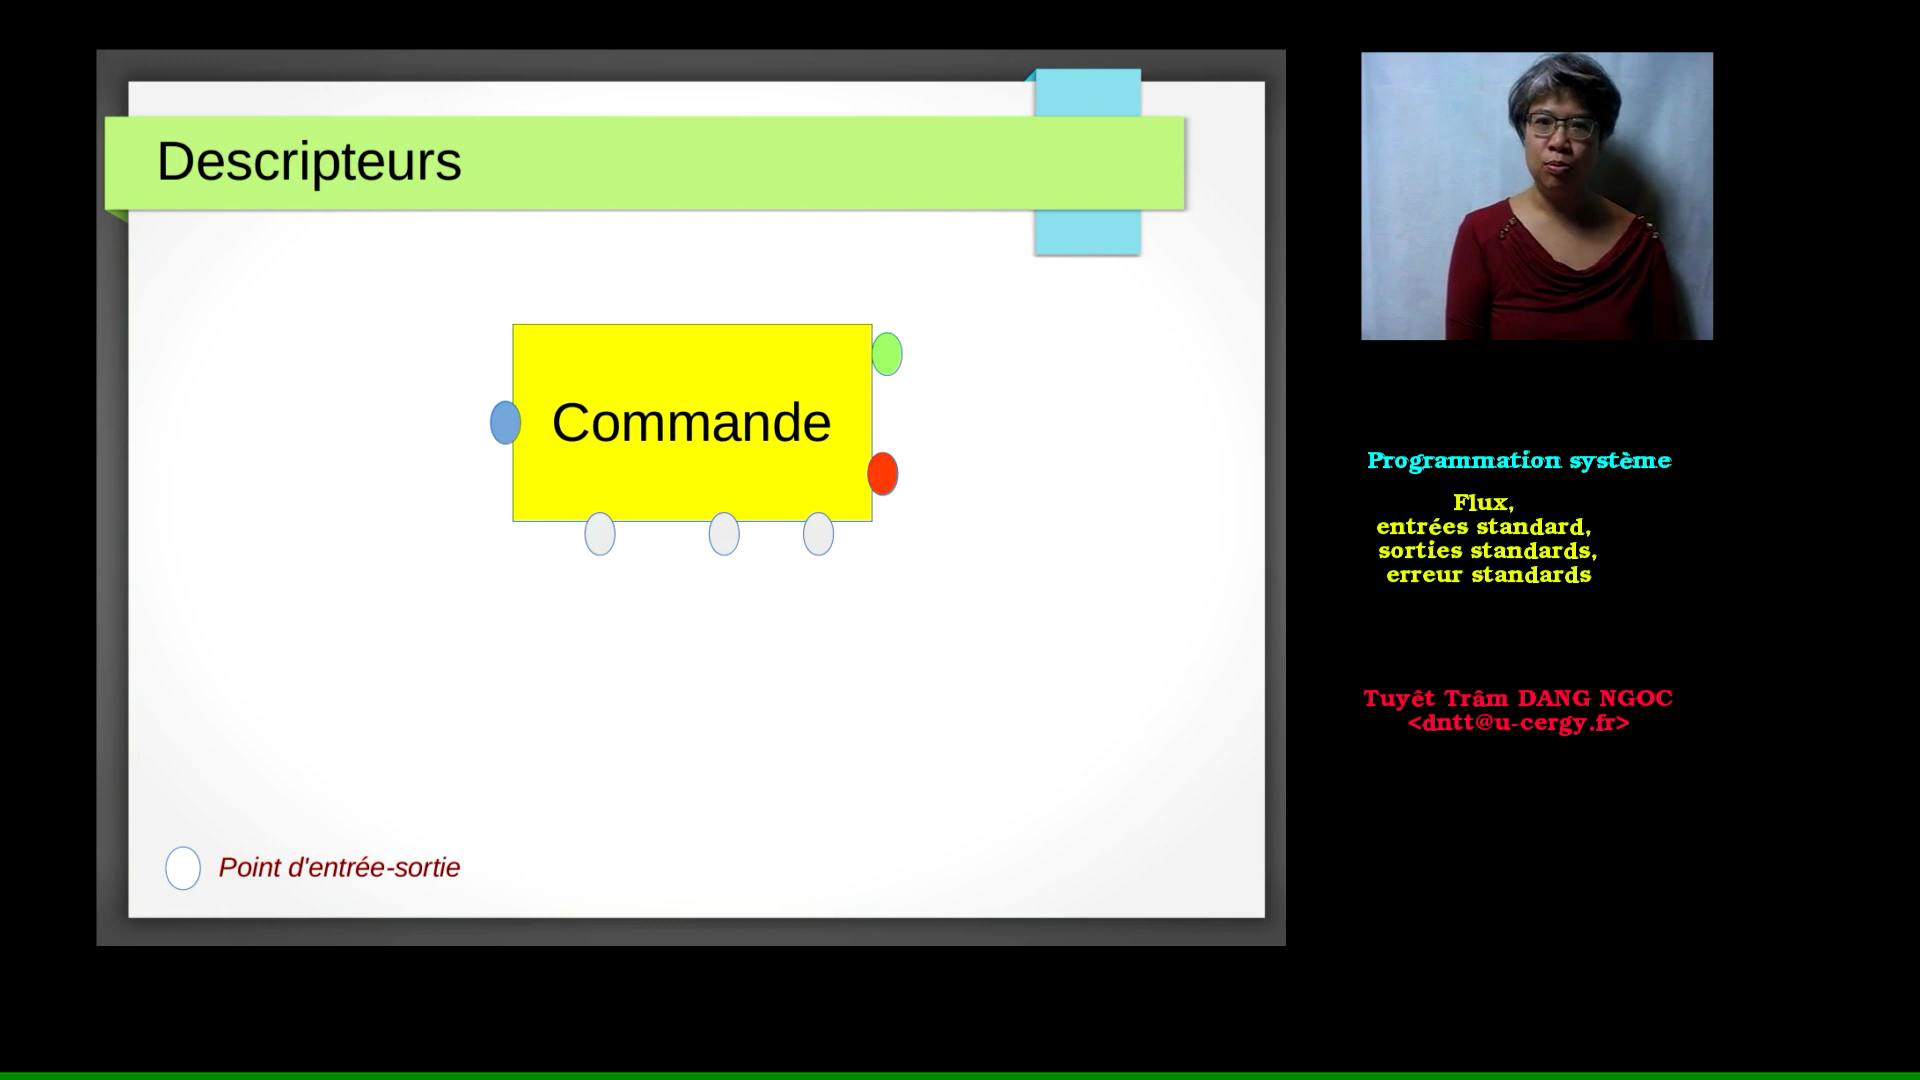 Descripteurs
Commande
Point d'entrée-sortie
Programmation système
Flux,
entrées standard,
sorties standards,
erreur standards
Tuyêt Trâm DANG NGOC
<dntt@u-cergy.fr>